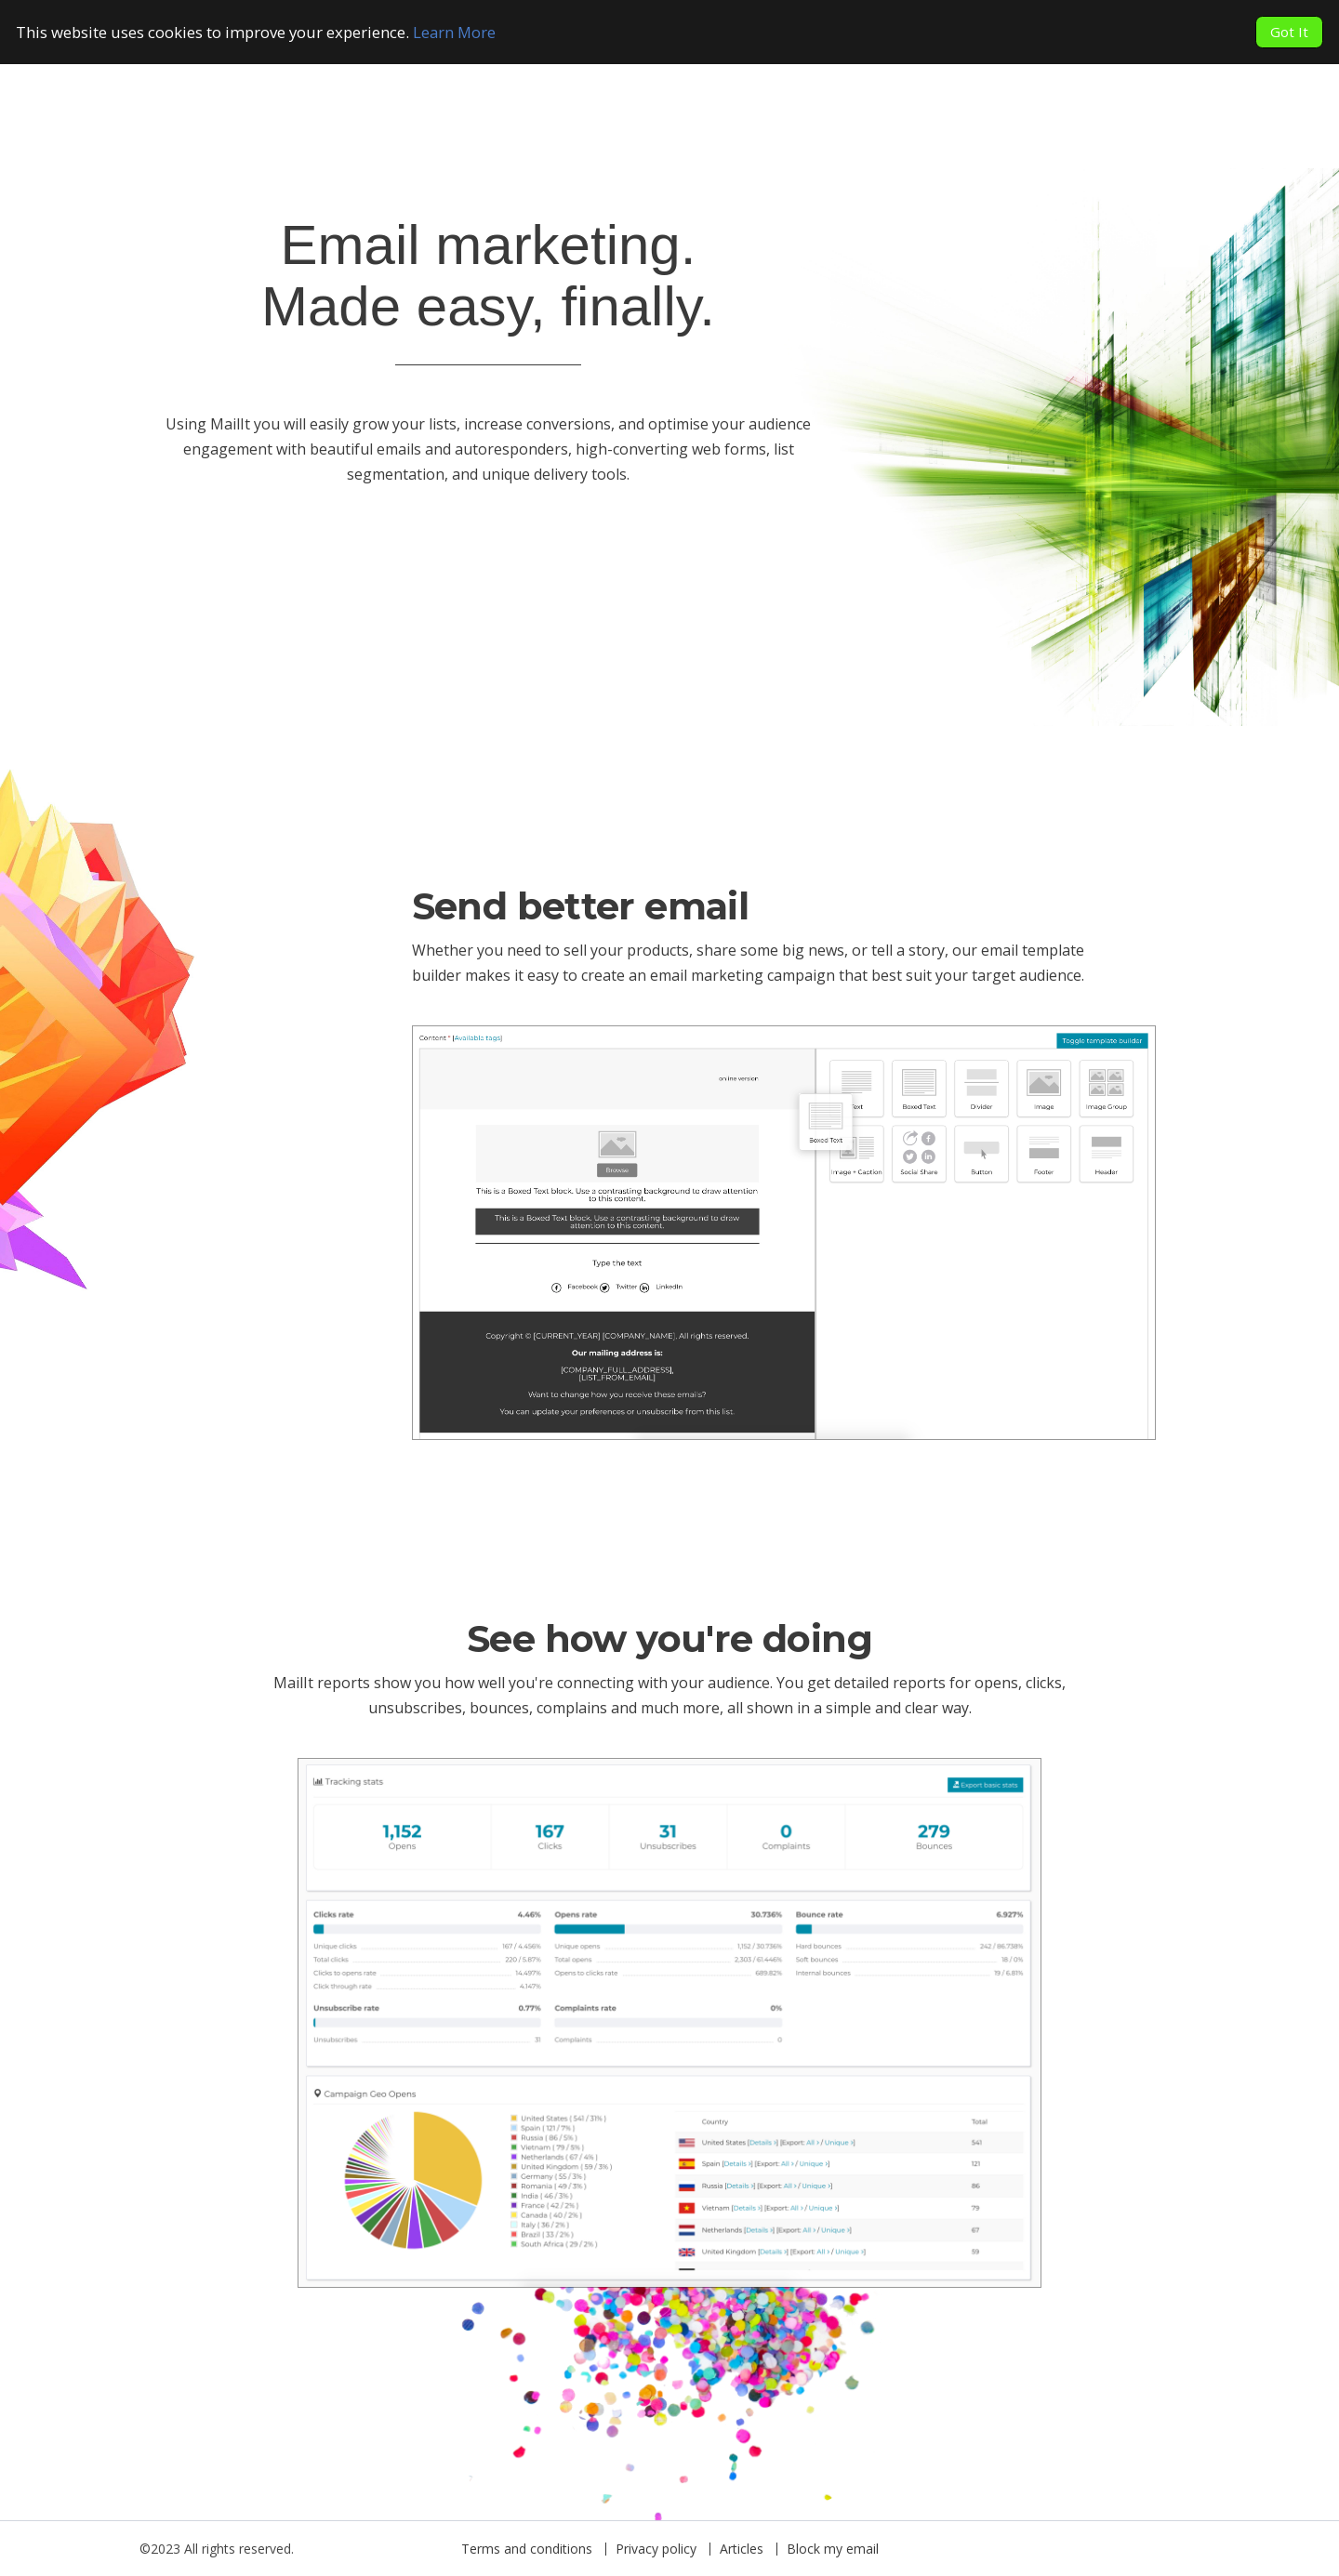 This website uses cookies to improve your experience. Learn More
Got It
Email marketing.
Made easy, finally.
Using MailIt you will easily grow your lists, increase conversions, and optimise your audience
engagement with beautiful emails and autoresponders, high-converting web forms, list
segmentation, and unique delivery tools.
Send better email
Whether you need to sell your products, share some big news, or tell a story, our email template
builder makes it easy to create an email marketing campaign that best suit your target audience.
Content * [Available tags]
Toggle template builder
online version
Text
Boxed Text
Divider
Image
Image Group
Boxed Text
Image + Caption
Social Share
Button
Footer
Header
Browse
This is a Boxed Text block. Use a contrasting background to draw attention
to this content.
This is a Boxed Text block. Use a contrasting background to draw
attention to this content.
Type the text
Facebook Twitter LinkedIn
Copyright © [CURRENT_YEAR] [COMPANY_NAME]. All rights reserved.
Our mailing address is:
[COMPANY_FULL_ADDRESS],
[LIST_FROM_EMAIL]
Want to change how you receive these emails?
You can update your preferences or unsubscribe from this list.
See how you're doing
MailIt reports show you how well you're connecting with your audience. You get detailed reports for opens, clicks,
unsubscribes, bounces, complains and much more, all shown in a simple and clear way.
Tracking stats
Export basic stats
1,152 167 31 0 279
Opens Clicks Unsubscribes Complaints Bounces
Clicks rate 4.46%
Unique clicks 167 / 4.456%
Total clicks 220 / 5.87%
Clicks to opens rate 14.497%
Click through rate 4.147%
Opens rate 30.736%
Unique opens 1,152 / 30.736%
Total opens 2,303 / 61.446%
Opens to clicks rate 689.82%
Bounce rate 6.927%
Hard bounces 242 / 86.738%
Soft bounces 18 / 0%
Internal bounces 19 / 6.81%
Unsubscribe rate 0.77%
Unsubscribes 31
Complaints rate 0%
Complaints 0
Campaign Geo Opens
United States ( 541 / 31% )
Spain ( 121 / 7% )
Russia ( 86 / 5% )
Vietnam ( 79 / 5% )
Netherlands ( 67 / 4% )
United Kingdom ( 59 / 3% )
Germany ( 55 / 3% )
Romania ( 49 / 3% )
India ( 46 / 3% )
France ( 42 / 2% )
Canada ( 40 / 2% )
Italy ( 36 / 2% )
Brazil ( 33 / 2% )
South Africa ( 29 / 2% )
Country Total
United States [Details] [Export: All / Unique] 541
Spain [Details] [Export: All / Unique] 121
Russia [Details] [Export: All / Unique] 86
Vietnam [Details] [Export: All / Unique] 79
Netherlands [Details] [Export: All / Unique] 67
United Kingdom [Details] [Export: All / Unique] 59
©2023 All rights reserved.
Terms and conditions | Privacy policy | Articles | Block my email